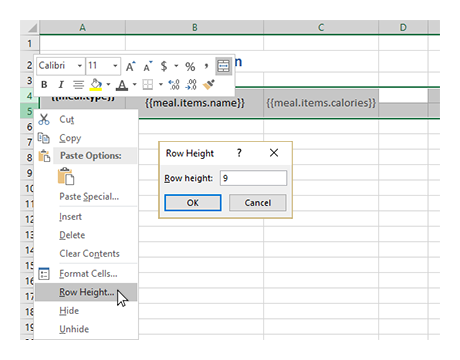 A B C D
1
Calibri 11 A A $ % ,
2 n
B I A .00 .0
4 {{meal.type}} {{meal.items.name}} {{meal.items.calories}}
5
6
Cut
7
Copy
8 Paste Options:
Row Height ? ×
9
Row height: 9
10
Paste Special...
OK Cancel
11
Insert
12
Delete
13
Clear Contents
14
Format Cells...
15
16
Row Height...
17
Hide
18
Unhide